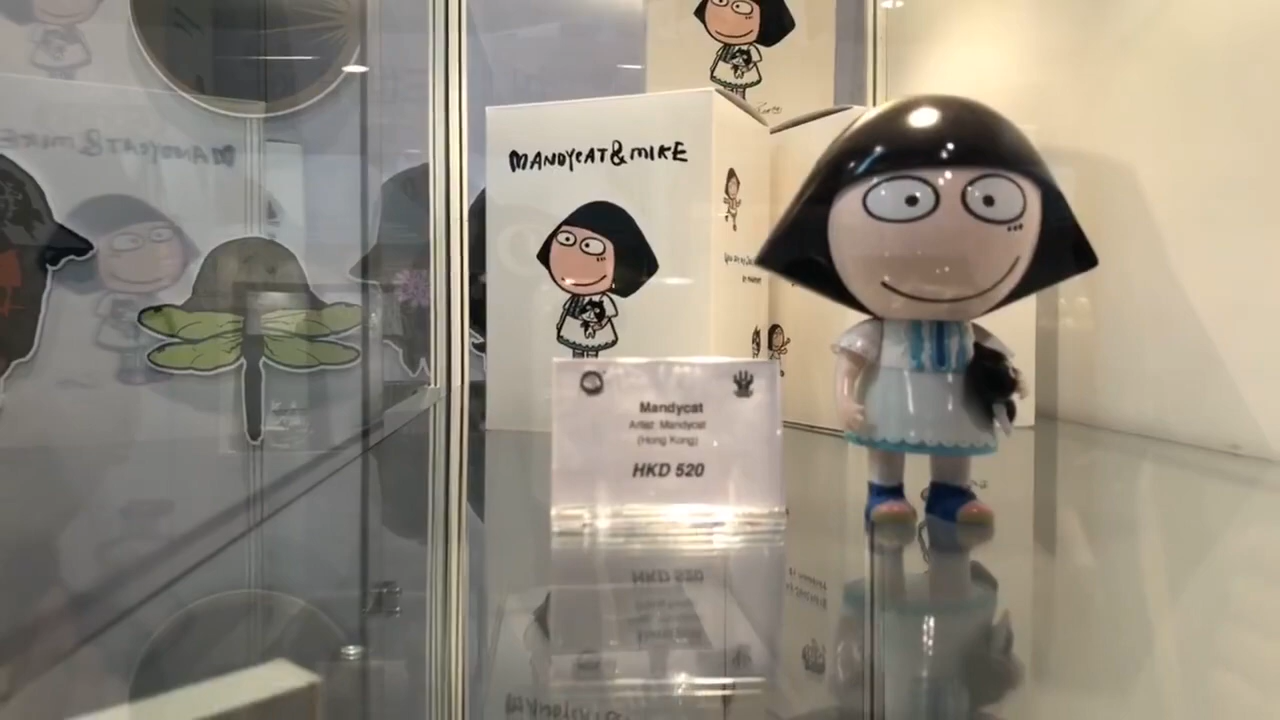 MANDYCAT&MIKE
Mandycat
Artist: Mandycat
(Hong Kong)
HKD 520